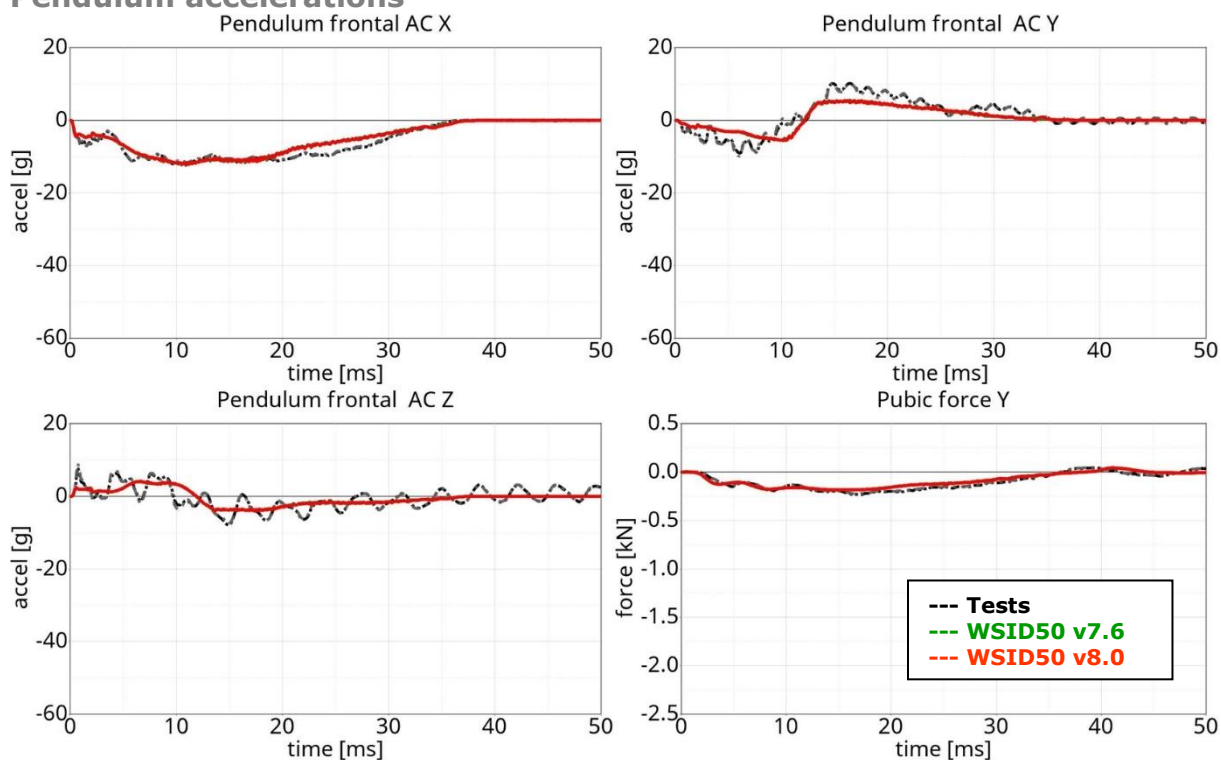 Pendulum accelerations
Pendulum frontal AC X
20
0
-20
-40
-60
accel [g]
0 10 20 30 40 50
time [ms]
Pendulum frontal  AC Y
20
0
-20
-40
-60
accel [g]
0 10 20 30 40 50
time [ms]
Pendulum frontal  AC Z
20
0
-20
-40
-60
accel [g]
0 10 20 30 40 50
time [ms]
Pubic force Y
0.5
0.0
-0.5
-1.0
-1.5
-2.0
-2.5
force [kN]
0 10 20 30 40 50
time [ms]
--- Tests
--- WSID50 v7.6
--- WSID50 v8.0